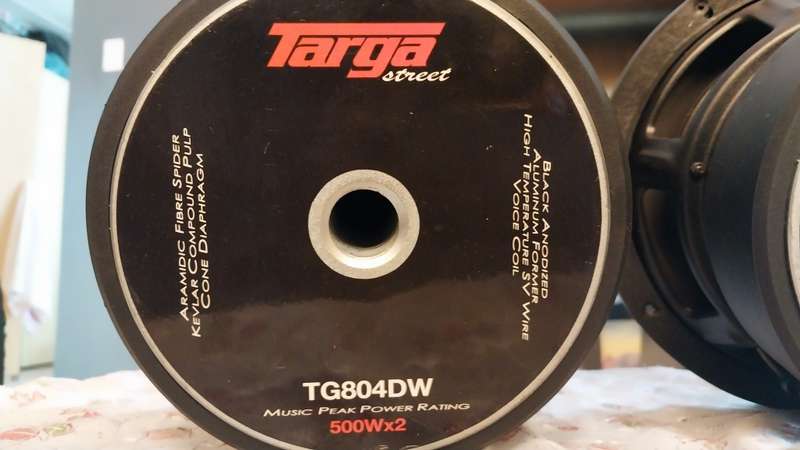 Targa
street
ARAMIDIC FIBRE SPIDER
KEVLAR COMPOUND PULP
CONE DIAPHRAGM
BLACK ANODIZED
ALUMINUM FORMER
HIGH TEMPERATURE SV WIRE
VOICE COIL
TG804DW
MUSIC PEAK POWER RATING
500Wx2